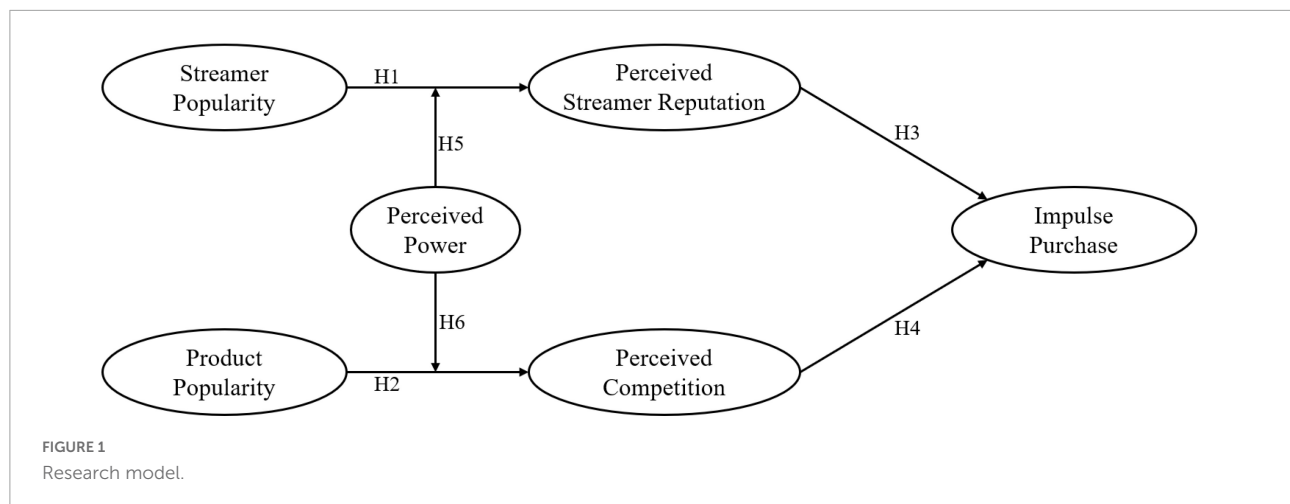 Streamer
Popularity
H1
Perceived
Streamer Reputation
H3
H5
Perceived
Power
Impulse
Purchase
H6
H4
Product
Popularity
H2
Perceived
Competition
FIGURE 1
Research model.